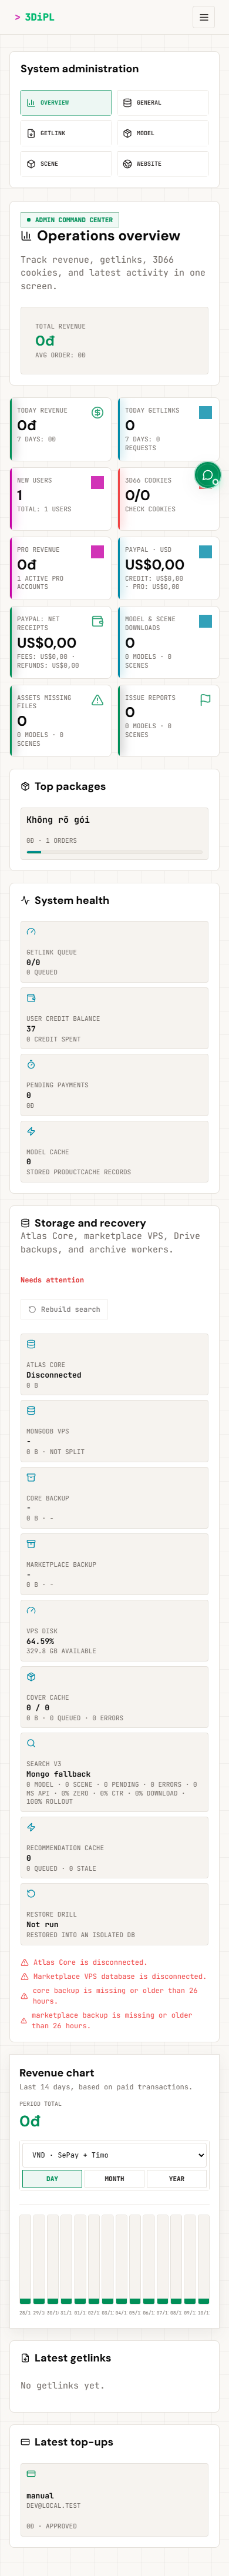 > 3DiPL
System administration
OVERVIEW
GENERAL
GETLINK
MODEL
SCENE
WEBSITE
ADMIN COMMAND CENTER
Operations overview
Track revenue, getlinks, 3D66
cookies, and latest activity in one
screen.
TOTAL REVENUE
0đ
AVG ORDER: 0Đ
TODAY REVENUE
0đ
7 DAYS: 0Đ
TODAY GETLINKS
0
7 DAYS: 0
REQUESTS
NEW USERS
1
TOTAL: 1 USERS
3D66 COOKIES
0/0
CHECK COOKIES
PRO REVENUE
0đ
1 ACTIVE PRO
ACCOUNTS
PAYPAL · USD
US$0,00
CREDIT: US$0,00
· PRO: US$0,00
PAYPAL: NET
RECEIPTS
US$0,00
FEES: US$0,00 ·
REFUNDS: US$0,00
MODEL & SCENE
DOWNLOADS
0
0 MODELS · 0
SCENES
ASSETS MISSING
FILES
0
0 MODELS · 0
SCENES
ISSUE REPORTS
0
0 MODELS · 0
SCENES
Top packages
Không rõ gói
0Đ · 1 ORDERS
System health
GETLINK QUEUE
0/0
0 QUEUED
USER CREDIT BALANCE
37
0 CREDIT SPENT
PENDING PAYMENTS
0
0Đ
MODEL CACHE
0
STORED PRODUCTCACHE RECORDS
Storage and recovery
Atlas Core, marketplace VPS, Drive
backups, and archive workers.
Needs attention
Rebuild search
ATLAS CORE
Disconnected
0 B
MONGODB VPS
-
0 B · NOT SPLIT
CORE BACKUP
-
0 B · -
MARKETPLACE BACKUP
-
0 B · -
VPS DISK
64.59%
329.8 GB AVAILABLE
COVER CACHE
0 / 0
0 B · 0 QUEUED · 0 ERRORS
SEARCH V3
Mongo fallback
0 MODEL · 0 SCENE · 0 PENDING · 0 ERRORS · 0
MS API · 0% ZERO · 0% CTR · 0% DOWNLOAD ·
100% ROLLOUT
RECOMMENDATION CACHE
0
0 QUEUED · 0 STALE
RESTORE DRILL
Not run
RESTORED INTO AN ISOLATED DB
Atlas Core is disconnected.
Marketplace VPS database is disconnected.
core backup is missing or older than 26
hours.
marketplace backup is missing or older
than 26 hours.
Revenue chart
Last 14 days, based on paid transactions.
PERIOD TOTAL
0đ
VND · SePay + Timo
DAY
MONTH
YEAR
Latest getlinks
No getlinks yet.
Latest top-ups
manual
DEV@LOCAL.TEST
0Đ · APPROVED